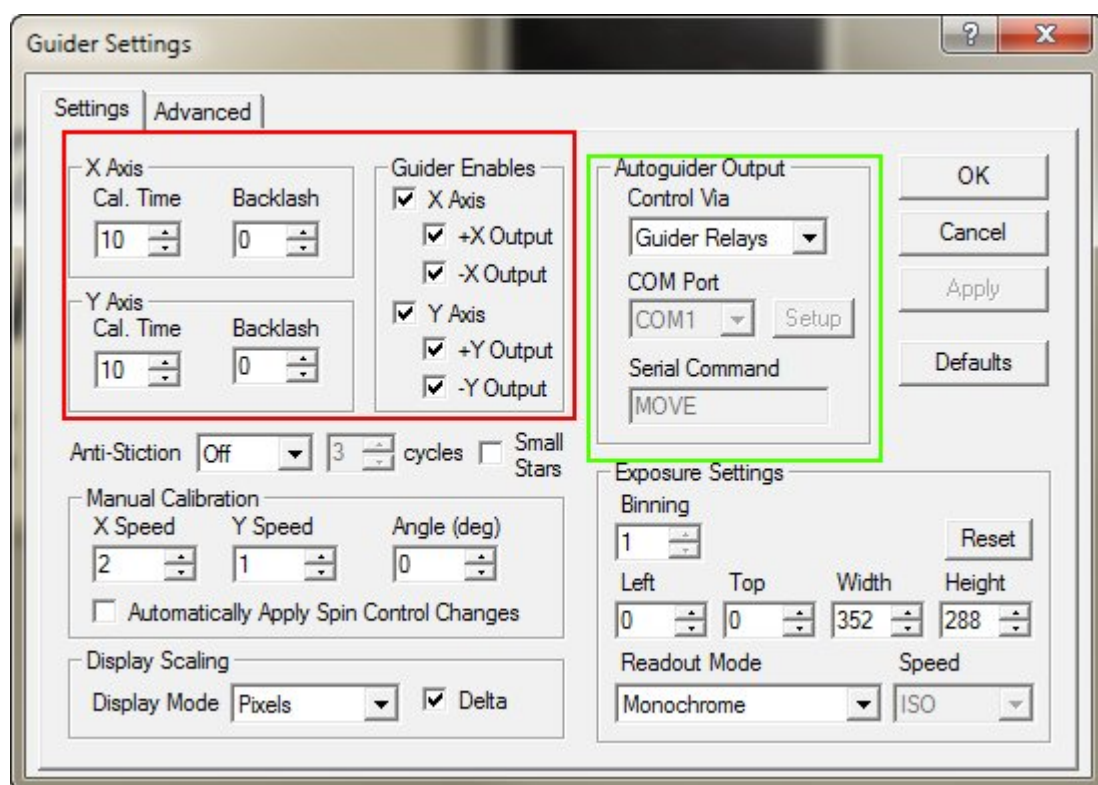 Guider Settings
Settings
Advanced
X Axis
Cal. Time Backlash
10 0
Y Axis
Cal. Time Backlash
10 0
Guider Enables
X Axis
+X Output
-X Output
Y Axis
+Y Output
-Y Output
Autoguider Output
Control Via
Guider Relays
COM Port
COM1 Setup
Serial Command
MOVE
OK
Cancel
Apply
Defaults
Anti-Stiction Off 3 cycles Small
Stars
Manual Calibration
X Speed Y Speed Angle (deg)
2 1 0
Automatically Apply Spin Control Changes
Display Scaling
Display Mode Pixels Delta
Exposure Settings
Binning
1 Reset
Left Top Width Height
0 0 352 288
Readout Mode Speed
Monochrome ISO